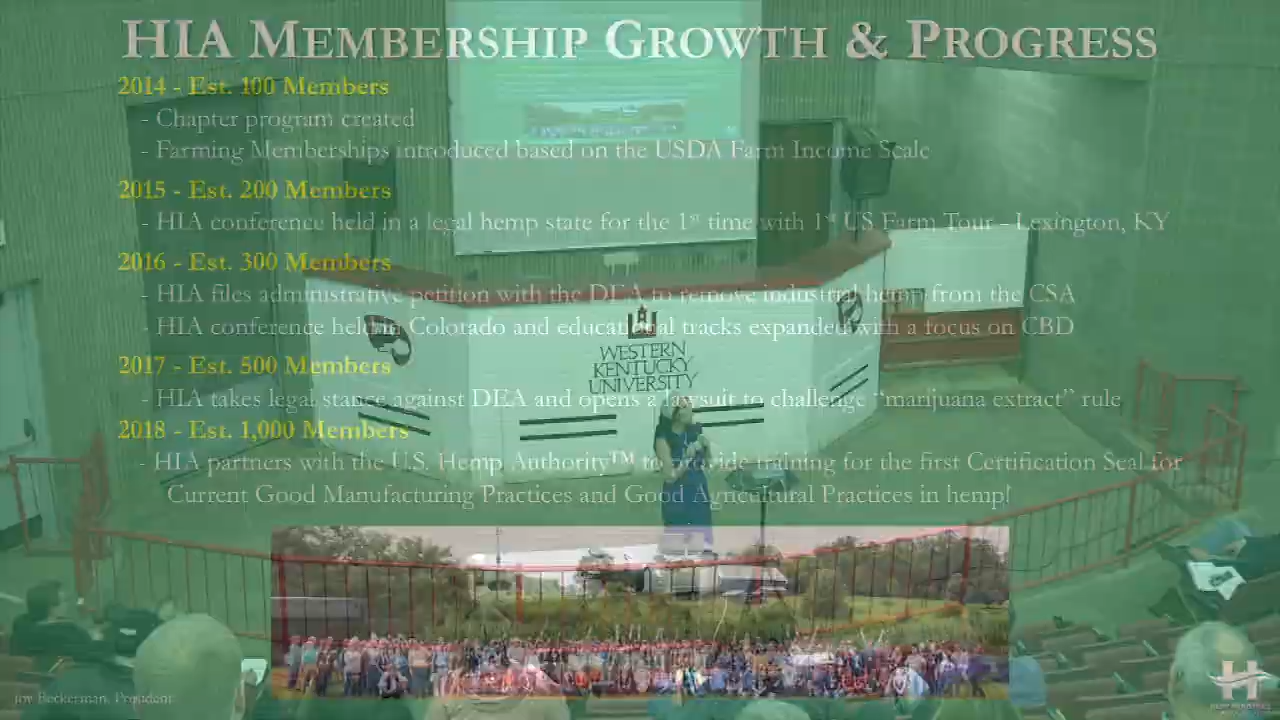 HIA MEMBERSHIP GROWTH & PROGRESS
2014 - Est. 100 Members
- Chapter program created
- Farming Memberships introduced based on the USDA Farm Income Scale
2015 - Est. 200 Members
- HIA conference held in a legal hemp state for the 1st time with 1st US Farm Tour - Lexington, KY
2016 - Est. 300 Members
- HIA files administrative petition with the DEA to remove industrial hemp from the CSA
- HIA conference held in Colorado and educational tracks expanded with a focus on CBD
WESTERN
KENTUCKY
UNIVERSITY
2017 - Est. 500 Members
- HIA takes legal stance against DEA and opens a lawsuit to challenge "marijuana extract" rule
2018 - Est. 1,000 Members
- HIA partners with the U.S. Hemp Authority™ to provide training for the first Certification Seal for
Current Good Manufacturing Practices and Good Agricultural Practices in hemp!
Joy Beckerman, President
H